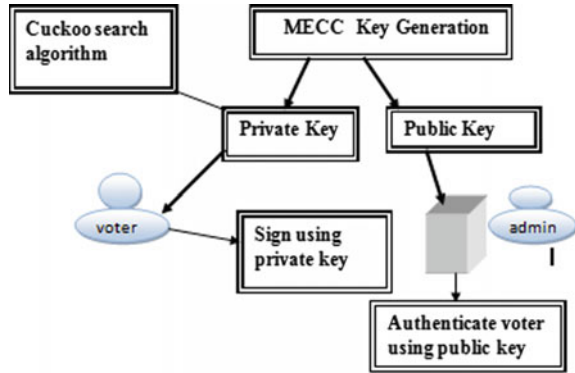 Cuckoo search
algorithm
MECC Key Generation
Private Key
Public Key
voter
admin
Sign using
private key
Authenticate voter
using public key